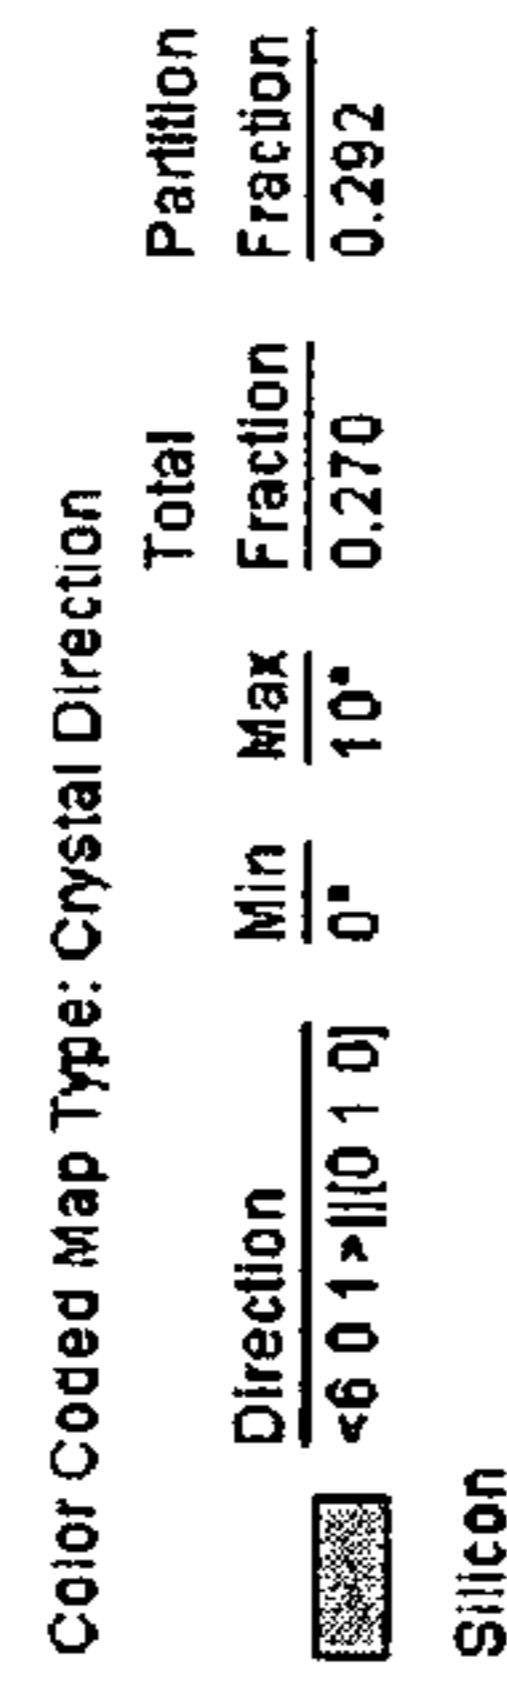 Color Coded Map Type: Crystal Direction
Total Partition
Direction Min Max Fraction Fraction
<6 0 1>||[0 1 0] 0° 10° 0.270 0.292
Silicon